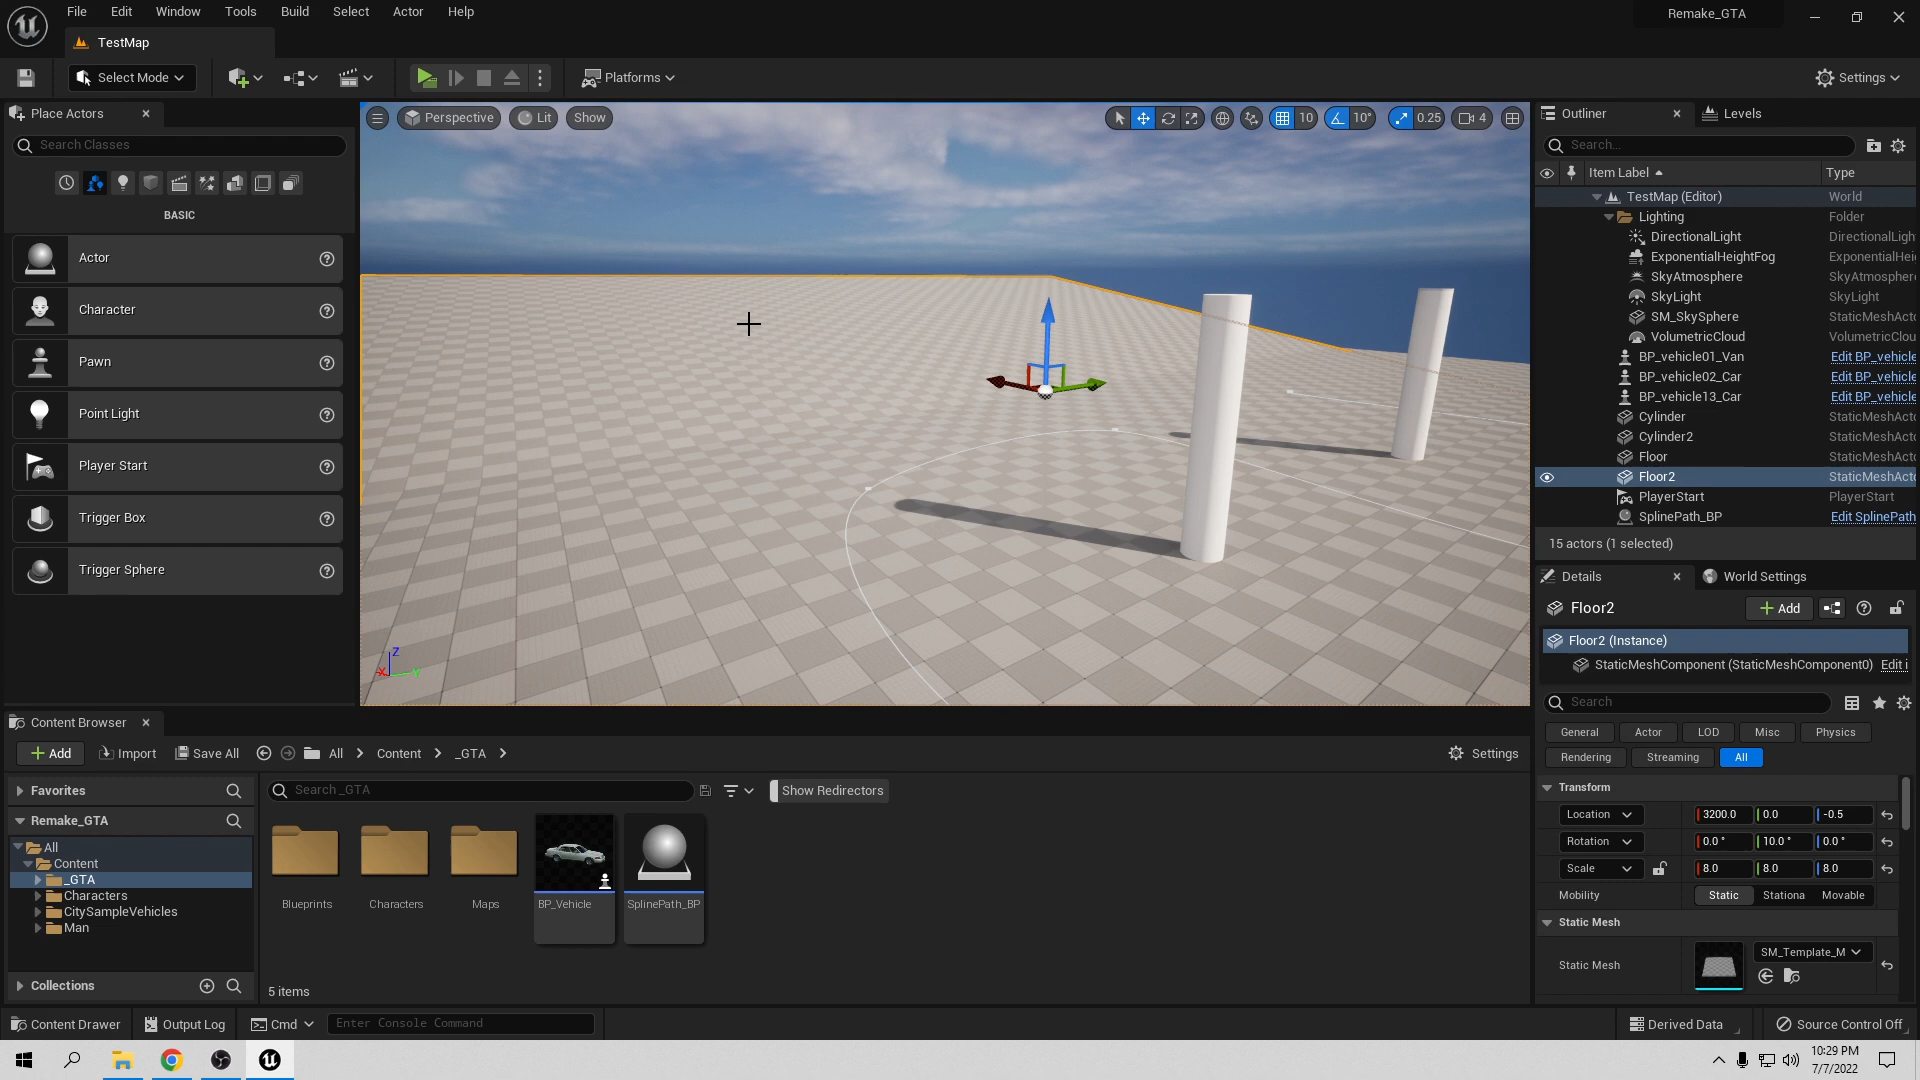 File Edit Window Tools Build Select Actor Help
Remake_GTA
TestMap
Select Mode
Platforms
Settings
Place Actors
Search Classes
BASIC
Actor
Character
Pawn
Point Light
Player Start
Trigger Box
Trigger Sphere
Perspective Lit Show
10 10° 0.25 4
Z
X
Y
Outliner Levels
Search...
Item Label Type
TestMap (Editor) World
Lighting Folder
DirectionalLight DirectionalLigh
ExponentialHeightFog ExponentialHei
SkyAtmosphere SkyAtmosphere
SkyLight SkyLight
SM_SkySphere StaticMeshActo
VolumetricCloud VolumetricClou
BP_vehicle01_Van Edit BP_vehicle
BP_vehicle02_Car Edit BP_vehicle
BP_vehicle13_Car Edit BP_vehicle
Cylinder StaticMeshActo
Cylinder2 StaticMeshActo
Floor StaticMeshActo
Floor2 StaticMeshActo
PlayerStart PlayerStart
SplinePath_BP Edit SplinePath
15 actors (1 selected)
Details World Settings
Floor2 Add
Floor2 (Instance)
StaticMeshComponent (StaticMeshComponent0) Edit i
Search
General Actor LOD Misc Physics
Rendering Streaming All
Transform
Location 3200.0 0.0 -0.5
Rotation 0.0 ° 10.0 ° 0.0 °
Scale 8.0 8.0 8.0
Mobility Static Stationa Movable
Static Mesh
Static Mesh SM_Template_M
Content Browser
Add Import Save All All Content _GTA
Settings
Favorites
Remake_GTA
All
Content
_GTA
Characters
CitySampleVehicles
Man
Collections
Search _GTA
Show Redirectors
Blueprints Characters Maps BP_Vehicle SplinePath_BP
5 items
Content Drawer Output Log Cmd Enter Console Command
Derived Data Source Control Off
10:29 PM
7/7/2022